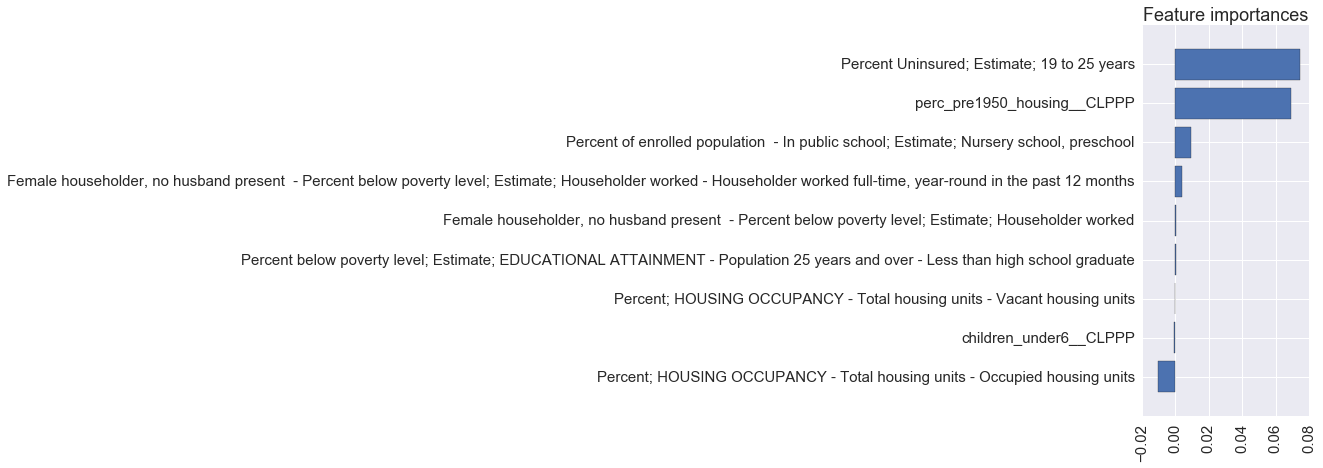 Feature importances
Percent Uninsured; Estimate; 19 to 25 years
perc_pre1950_housing__CLPPP
Percent of enrolled population  - In public school; Estimate; Nursery school, preschool
Female householder, no husband present  - Percent below poverty level; Estimate; Householder worked - Householder worked full-time, year-round in the past 12 months
Female householder, no husband present  - Percent below poverty level; Estimate; Householder worked
Percent below poverty level; Estimate; EDUCATIONAL ATTAINMENT - Population 25 years and over - Less than high school graduate
Percent; HOUSING OCCUPANCY - Total housing units - Vacant housing units
children_under6__CLPPP
Percent; HOUSING OCCUPANCY - Total housing units - Occupied housing units
−0.02
0.00
0.02
0.04
0.06
0.08